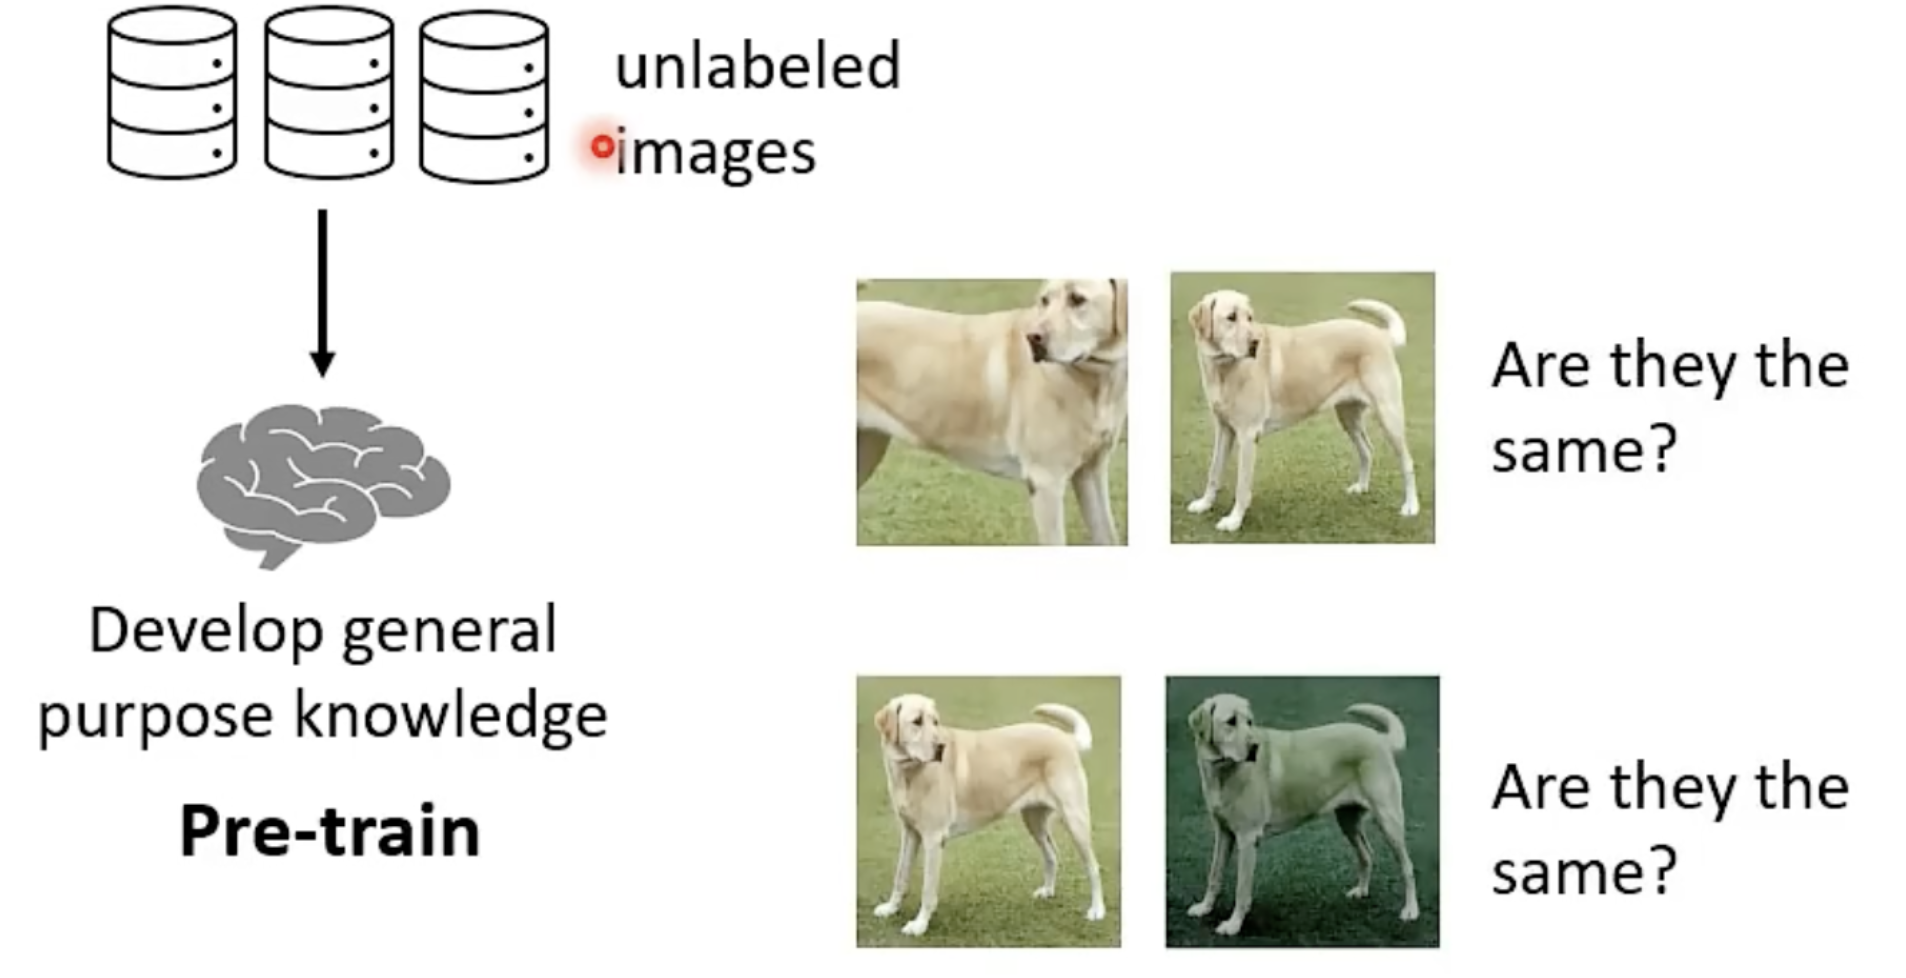 unlabeled
images
Are they the
same?
Develop general
purpose knowledge
Pre-train
Are they the
same?